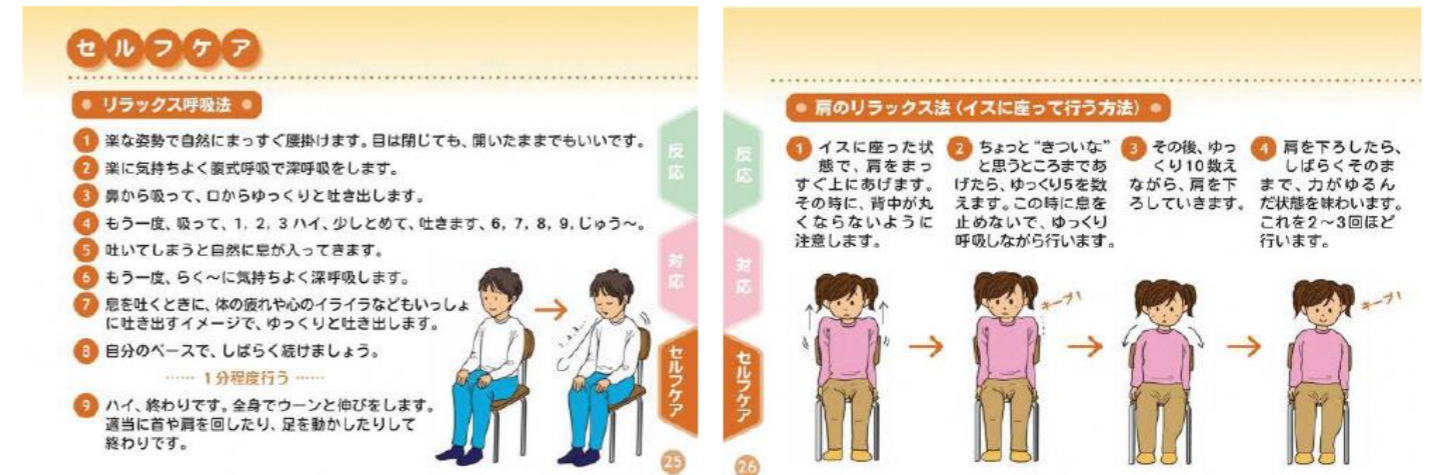 セルフケア
リラックス呼吸法
1 楽な姿勢で自然にまっすぐ腰掛けます。目は閉じても、開いたままでもいいです。
2 楽に気持ちよく腹式呼吸で深呼吸をします。
3 鼻から吸って、口からゆっくりと吐き出します。
4 もう一度、吸って、1, 2, 3 ハイ、少しとめて、吐きます、6, 7, 8, 9, じゅう〜。
5 吐いてしまうと自然に息が入ってきます。
6 もう一度、らく〜に気持ちよく深呼吸します。
7 息を吐くときに、体の疲れや心のイライラなどもいっしょ
に吐き出すイメージで、ゆっくりと吐き出します。
8 自分のペースで、しばらく続けましょう。
…… 1分程度行う ……
9 ハイ、終わりです。全身でウーンと伸びをします。
適当に首や肩を回したり、足を動かしたりして
終わりです。
反応
対応
セルフケア
25
肩のリラックス法（イスに座って行う方法）
1 イスに座った状
態で、肩をまっ
すぐ上にあげます。
その時に、背中が丸
くならないように
注意します。
2 ちょっと“きついな”
と思うところまであ
げたら、ゆっくり5を数
えます。この時に息を
止めないで、ゆっくり
呼吸しながら行います。
3 その後、ゆっ
くり10数え
ながら、肩を下
ろしていきます。
4 肩を下ろしたら、
しばらくそのま
まで、力がゆるん
だ状態を味わいます。
これを2〜3回ほど
行います。
キープ!
キープ!
反応
対応
セルフケア
26